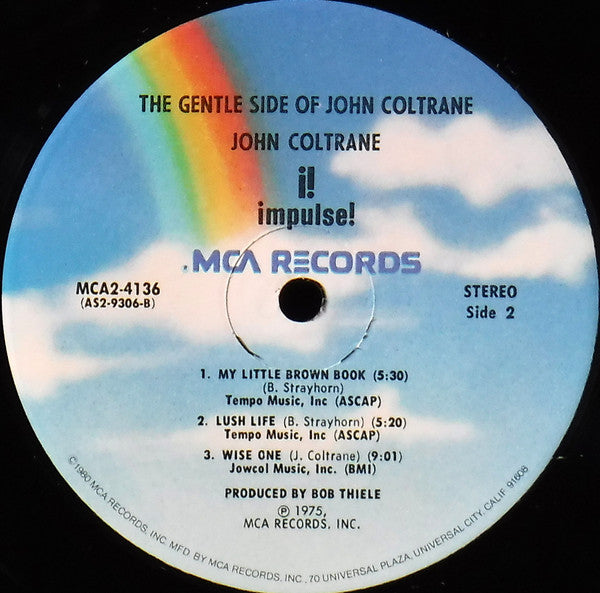 THE GENTLE SIDE OF JOHN COLTRANE
JOHN COLTRANE
i!
impulse!
MCA RECORDS
MCA2-4136
(AS2-9306-B)
STEREO
Side 2
1. MY LITTLE BROWN BOOK (5:30)
(B. Strayhorn)
Tempo Music, Inc (ASCAP)
2. LUSH LIFE (B. Strayhorn) (5:20)
Tempo Music, Inc (ASCAP)
3. WISE ONE (J. Coltrane) (9:01)
Jowcol Music, Inc. (BMI)
PRODUCED BY BOB THIELE
℗ 1975,
MCA RECORDS, INC.
©1980 MCA RECORDS, INC. MFD. BY MCA RECORDS, INC., 70 UNIVERSAL PLAZA, UNIVERSAL CITY, CALIF. 91608